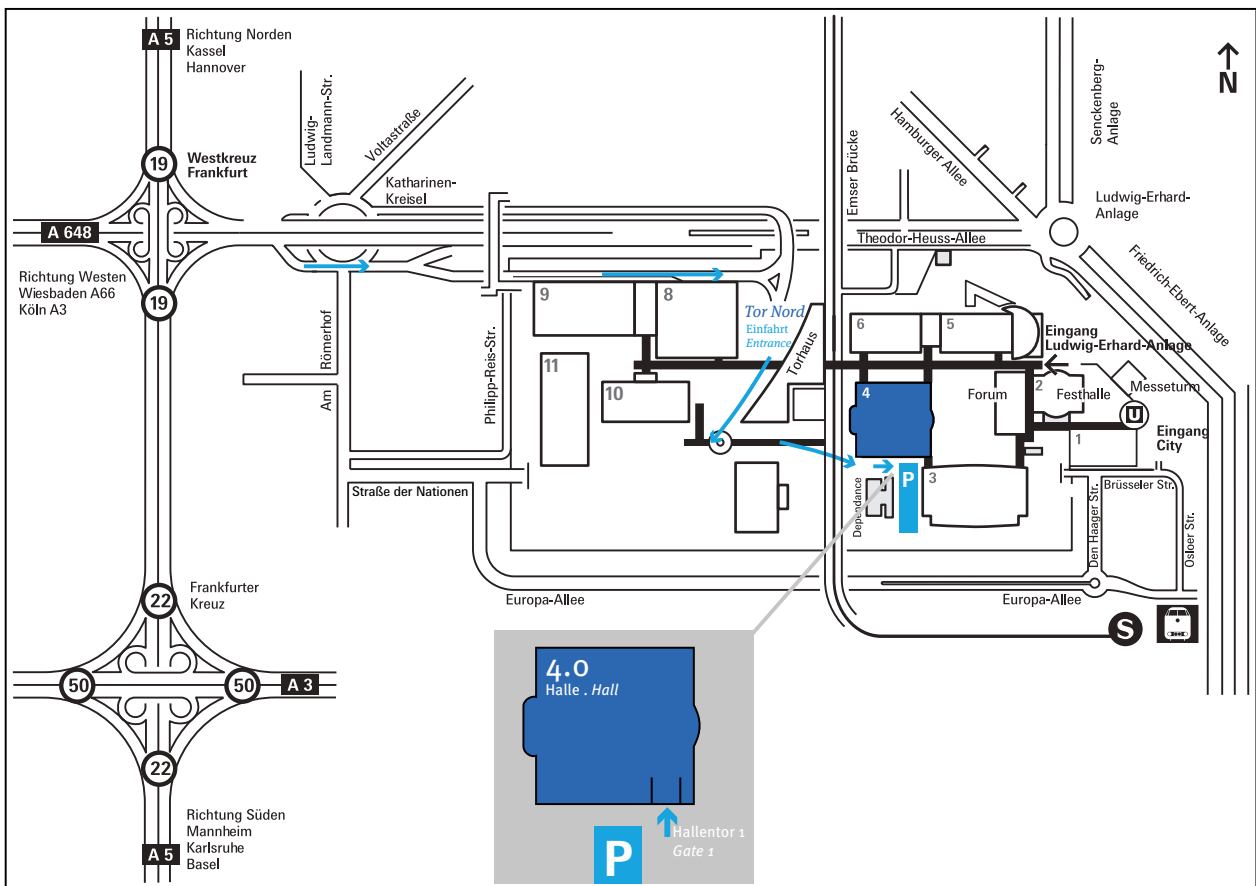 A 5
Richtung Norden
Kassel
Hannover
N
Ludwig-
Landmann-Str.
Voltastraße
Emser Brücke
Hamburger Allee
Senckenberg-
Anlage
19
Westkreuz
Frankfurt
Katharinen-
Kreisel
Ludwig-Erhard-
Anlage
A 648
Theodor-Heuss-Allee
Friedrich-Ebert-Anlage
Richtung Westen
Wiesbaden A66
Köln A3
19
9
8
Tor Nord
Einfahrt
Entrance
Torhaus
6
5
Eingang
Ludwig-Erhard-Anlage
Am Römerhof
Philipp-Reis-Str.
11
10
4
Forum
2
Festhalle
Messeturm
U
Eingang
City
1
P
3
Dependance
Straße der Nationen
Den Haager Str.
Brüsseler Str.
Osloer Str.
22
Frankfurter
Kreuz
Europa-Allee
Europa-Allee
S
50
50
A 3
4.0
Halle . Hall
22
Richtung Süden
Mannheim
Karlsruhe
Basel
A 5
Hallentor 1
Gate 1
P